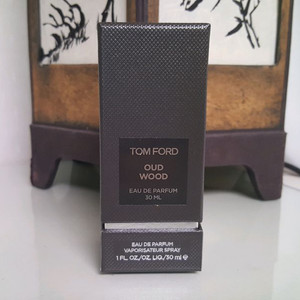 TOM FORD
OUD
WOOD
EAU DE PARFUM
30 ML
EAU DE PARFUM
VAPORISATEUR SPRAY
1 FL. OZ./OZ. LIQ./30 ml ℮